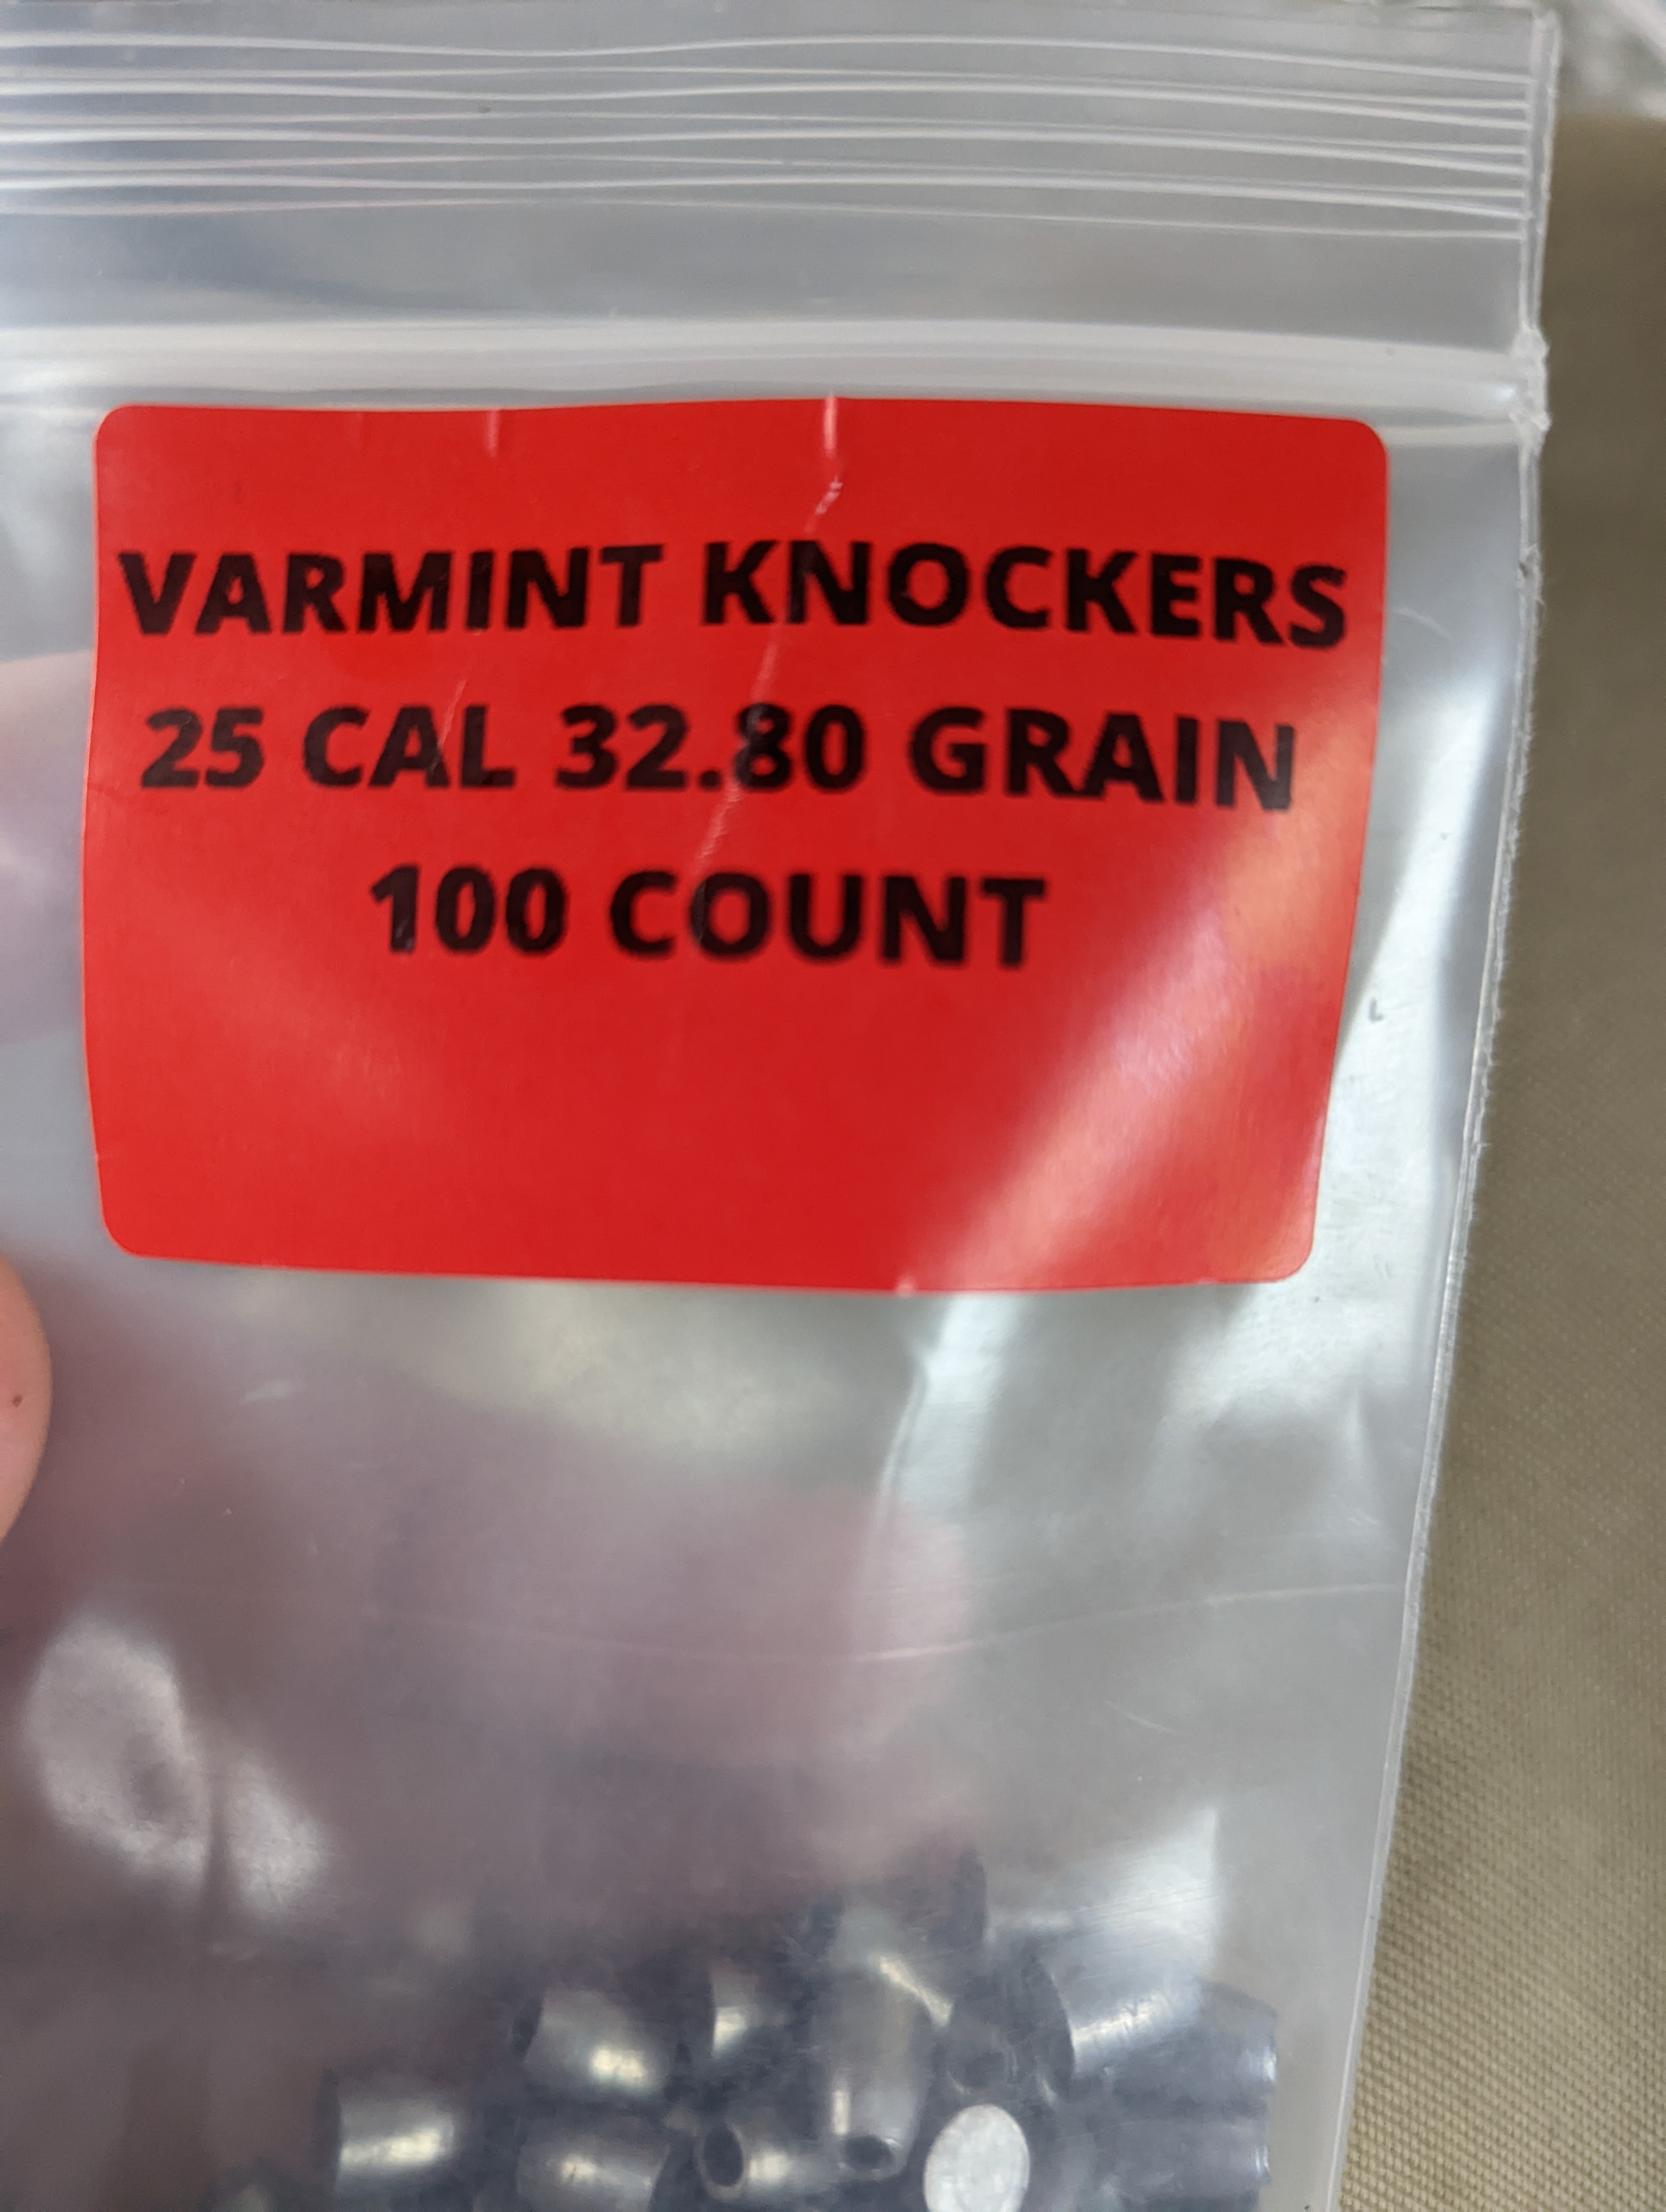 VARMINT KNOCKERS
25 CAL 32.80 GRAIN
100 COUNT